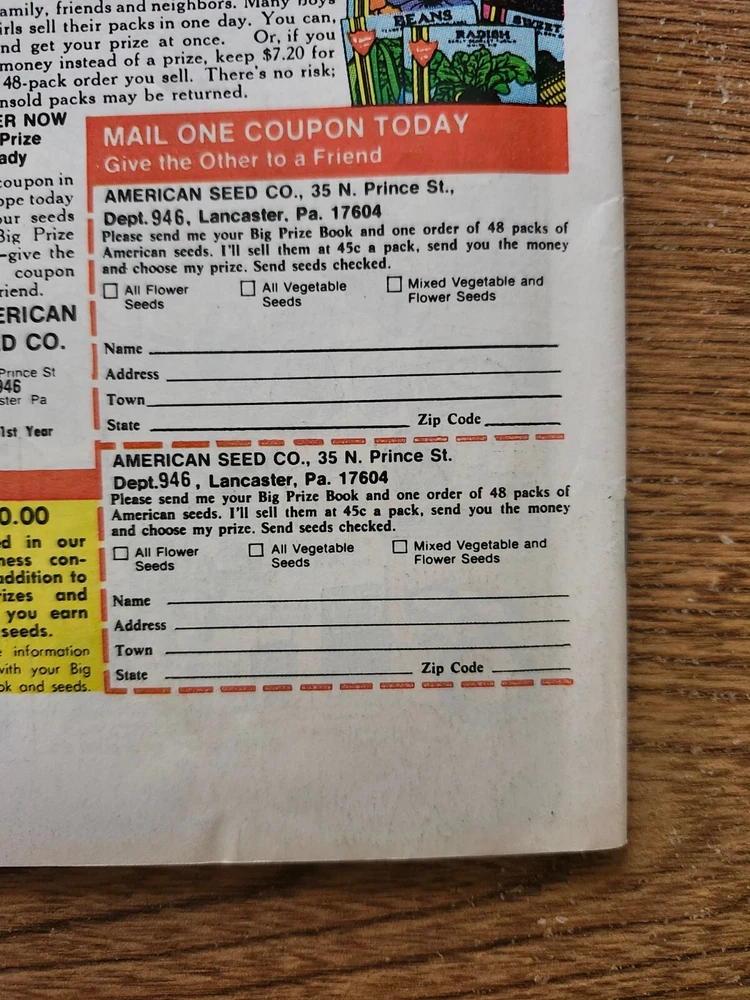 amily, friends and neighbors. Many boys
irls sell their packs in one day. You can,
nd get your prize at once. Or, if you
money instead of a prize, keep $7.20 for
48-pack order you sell. There's no risk;
nsold packs may be returned.
BEANS
RADISH
SWEET
ER NOW
Prize
ady
coupon in
ope today
our seeds
Big Prize
—give the
coupon
riend.
ERICAN
D CO.
Prince St
946
ster Pa
1st Year
0.00
ed in our
ness con-
addition to
rizes and
you earn
seeds.
e information
with your Big
ok and seeds.
MAIL ONE COUPON TODAY
Give the Other to a Friend
AMERICAN SEED CO., 35 N. Prince St.,
Dept. 946, Lancaster, Pa. 17604
Please send me your Big Prize Book and one order of 48 packs of
American seeds. I'll sell them at 45c a pack, send you the money
and choose my prize. Send seeds checked.
All Flower Seeds
All Vegetable Seeds
Mixed Vegetable and Flower Seeds
Name
Address
Town
State Zip Code
AMERICAN SEED CO., 35 N. Prince St.
Dept.946, Lancaster, Pa. 17604
Please send me your Big Prize Book and one order of 48 packs of
American seeds. I'll sell them at 45c a pack, send you the money
and choose my prize. Send seeds checked.
All Flower Seeds
All Vegetable Seeds
Mixed Vegetable and Flower Seeds
Name
Address
Town
State Zip Code